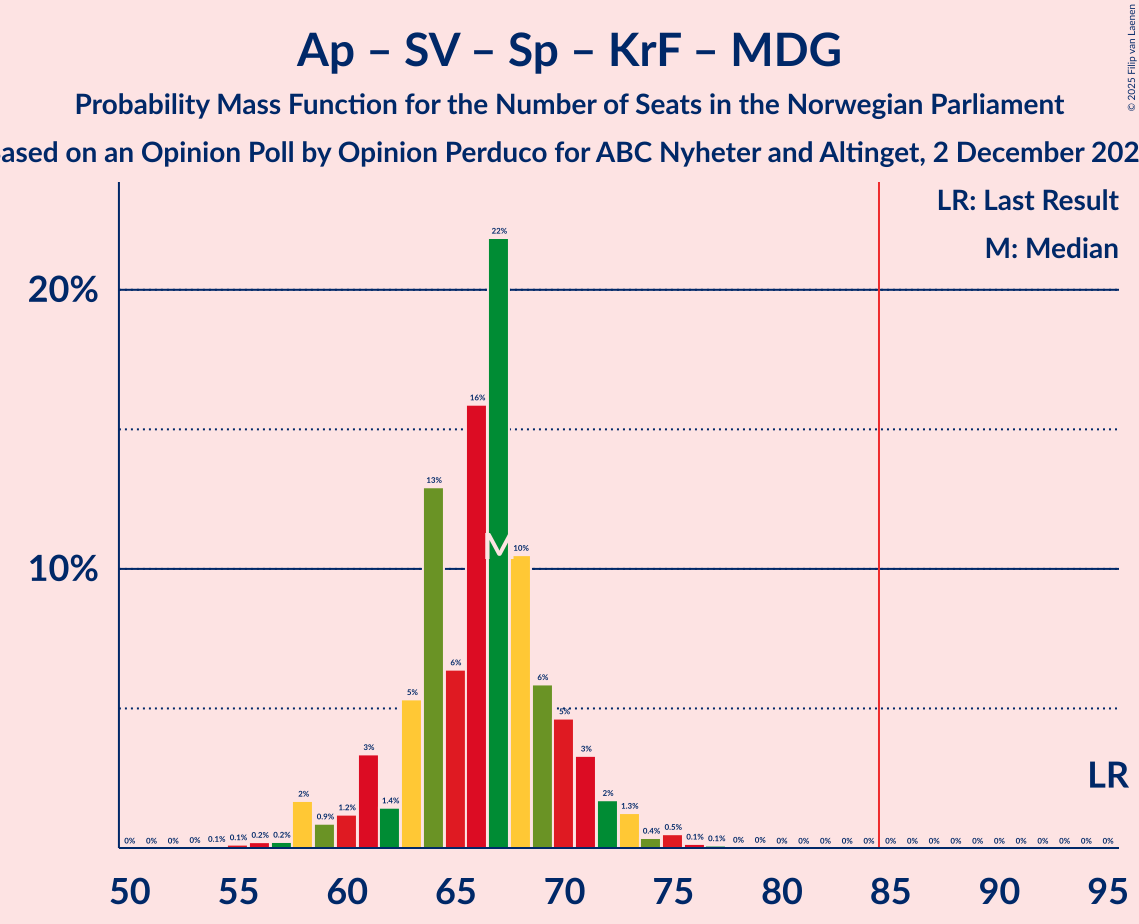 Ap – SV – Sp – KrF – MDG
Probability Mass Function for the Number of Seats in the Norwegian Parliament
on an Opinion Poll by Opinion Perduco for ABC Nyheter and Altinget, 2 December
© 2025 Filip van Laenen
LR: Last Result
M: Median
20%
10%
0% 0% 0% 0% 0.1% 0.1% 0.2% 0.2% 2% 0.9% 1.2% 3% 1.4% 5% 13% 6% 16% 22% 10% 6% 5% 3% 2% 1.3% 0.4% 0.5% 0.1% 0.1% 0% 0% 0% 0% 0% 0% 0% 0% 0% 0% 0% 0% 0% 0% 0% 0% 0% 0%
M
LR
50 55 60 65 70 75 80 85 90 95